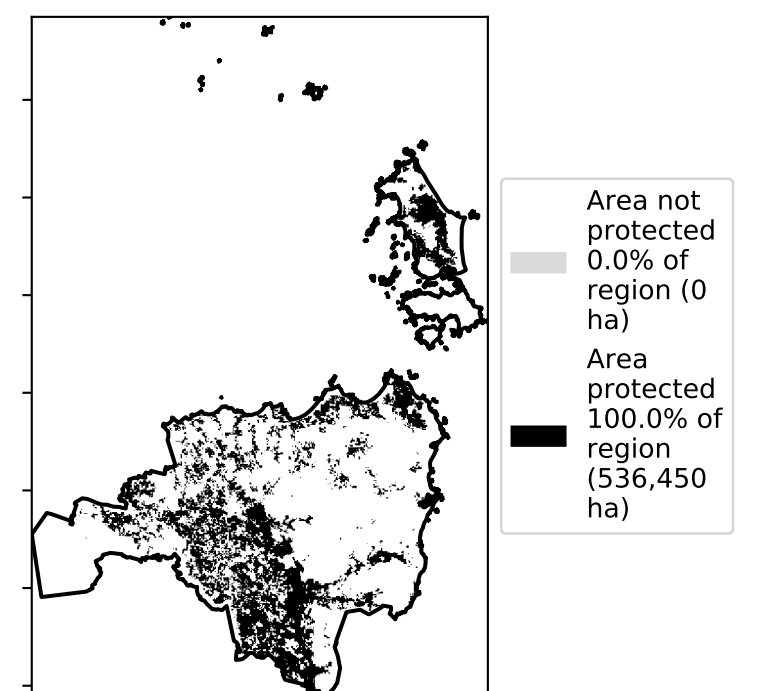 Area not
protected
0.0% of
region (0
ha)
Area
protected
100.0% of
region
(536,450
ha)